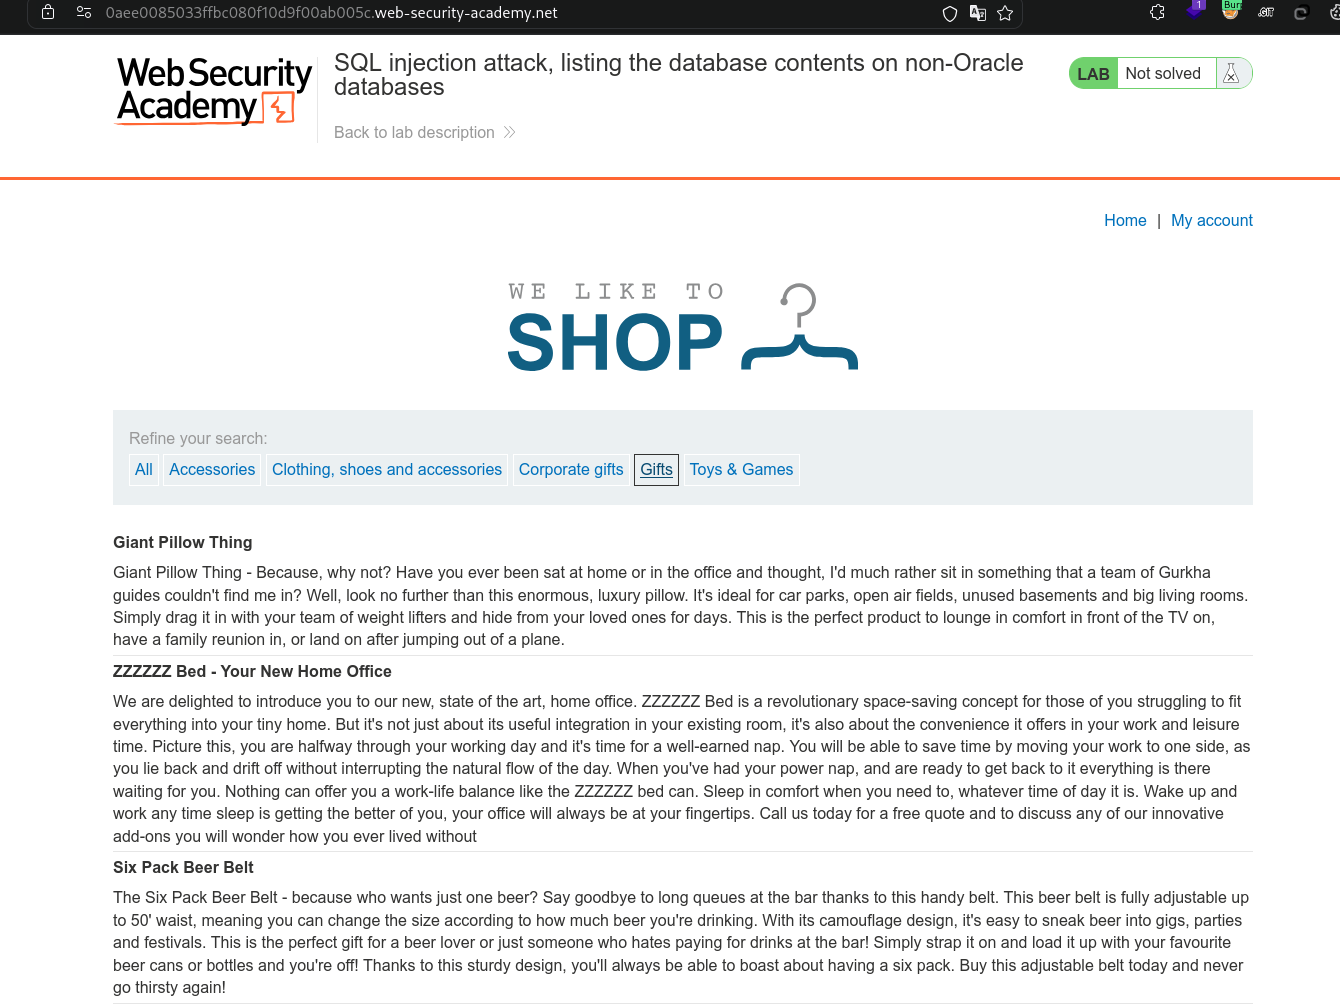 0aee0085033ffbc080f10d9f00ab005c.web-security-academy.net
1
Burp
.GIT
Web Security
Academy
SQL injection attack, listing the database contents on non-Oracle
databases
Back to lab description
LAB
Not solved
Home | My account
WE LIKE TO
SHOP
Refine your search:
All
Accessories
Clothing, shoes and accessories
Corporate gifts
Gifts
Toys & Games
Giant Pillow Thing
Giant Pillow Thing - Because, why not? Have you ever been sat at home or in the office and thought, I'd much rather sit in something that a team of Gurkha
guides couldn't find me in? Well, look no further than this enormous, luxury pillow. It's ideal for car parks, open air fields, unused basements and big living rooms.
Simply drag it in with your team of weight lifters and hide from your loved ones for days. This is the perfect product to lounge in comfort in front of the TV on,
have a family reunion in, or land on after jumping out of a plane.
ZZZZZZ Bed - Your New Home Office
We are delighted to introduce you to our new, state of the art, home office. ZZZZZZ Bed is a revolutionary space-saving concept for those of you struggling to fit
everything into your tiny home. But it's not just about its useful integration in your existing room, it's also about the convenience it offers in your work and leisure
time. Picture this, you are halfway through your working day and it's time for a well-earned nap. You will be able to save time by moving your work to one side, as
you lie back and drift off without interrupting the natural flow of the day. When you've had your power nap, and are ready to get back to it everything is there
waiting for you. Nothing can offer you a work-life balance like the ZZZZZZ bed can. Sleep in comfort when you need to, whatever time of day it is. Wake up and
work any time sleep is getting the better of you, your office will always be at your fingertips. Call us today for a free quote and to discuss any of our innovative
add-ons you will wonder how you ever lived without
Six Pack Beer Belt
The Six Pack Beer Belt - because who wants just one beer? Say goodbye to long queues at the bar thanks to this handy belt. This beer belt is fully adjustable up
to 50' waist, meaning you can change the size according to how much beer you're drinking. With its camouflage design, it's easy to sneak beer into gigs, parties
and festivals. This is the perfect gift for a beer lover or just someone who hates paying for drinks at the bar! Simply strap it on and load it up with your favourite
beer cans or bottles and you're off! Thanks to this sturdy design, you'll always be able to boast about having a six pack. Buy this adjustable belt today and never
go thirsty again!